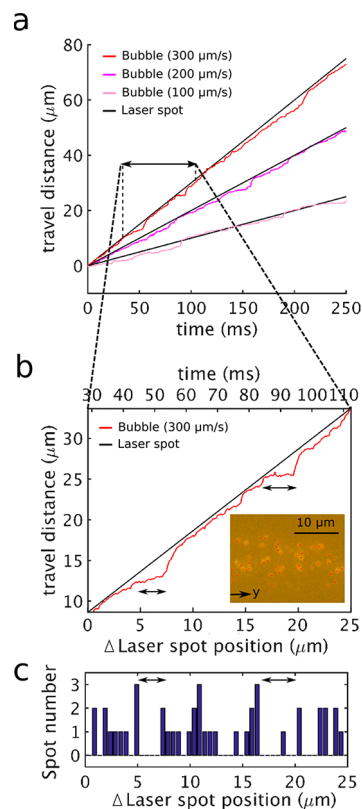 a
80
60
40
20
0
travel distance (μm)
Bubble (300 μm/s)
Bubble (200 μm/s)
Bubble (100 μm/s)
Laser spot
0 50 100 150 200 250
time (ms)
b
time (ms)
30 40 50 60 70 80 90 100 110
30
25
20
15
10
travel distance (μm)
Bubble (300 μm/s)
Laser spot
10 μm
y
0 5 10 15 20 25
Δ Laser spot position (μm)
c
3
2
1
0
Spot number
0 5 10 15 20 25
Δ Laser spot position (μm)